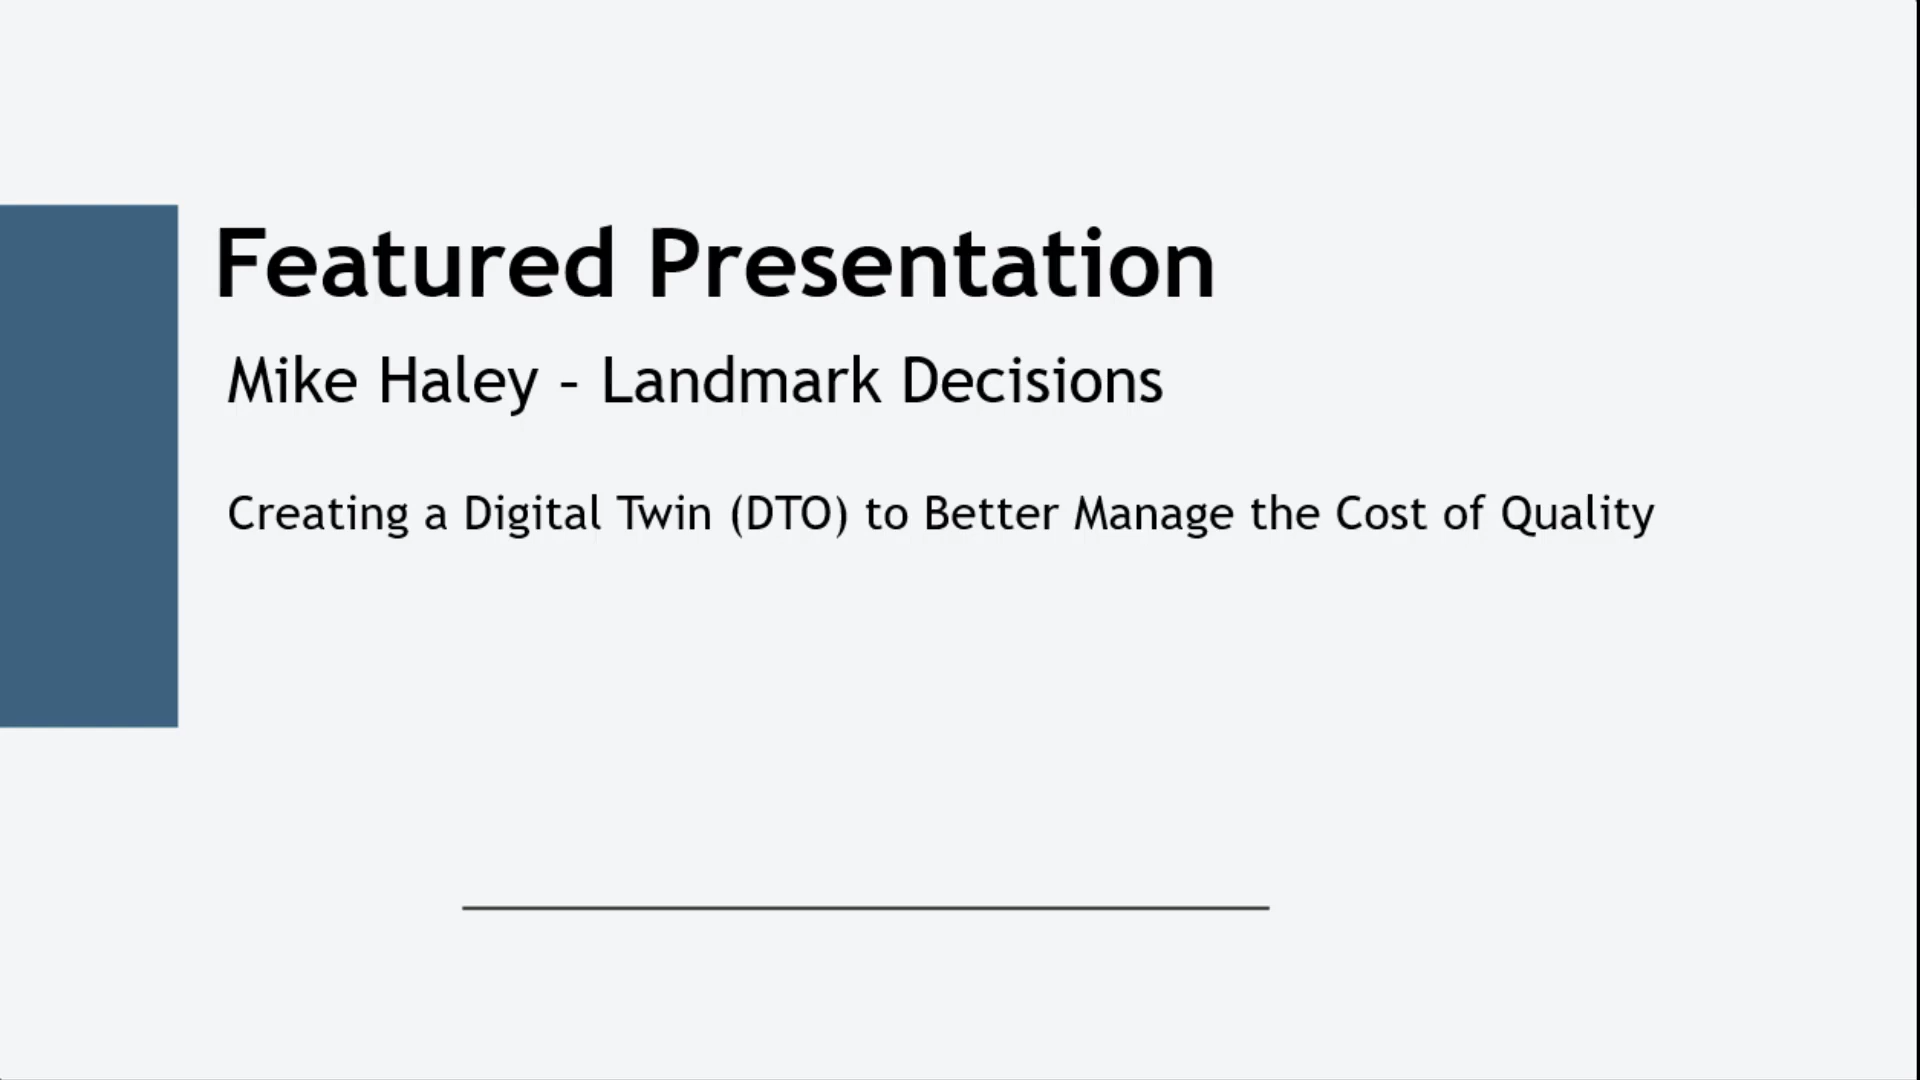 Featured Presentation
Mike Haley – Landmark Decisions
Creating a Digital Twin (DTO) to Better Manage the Cost of Quality